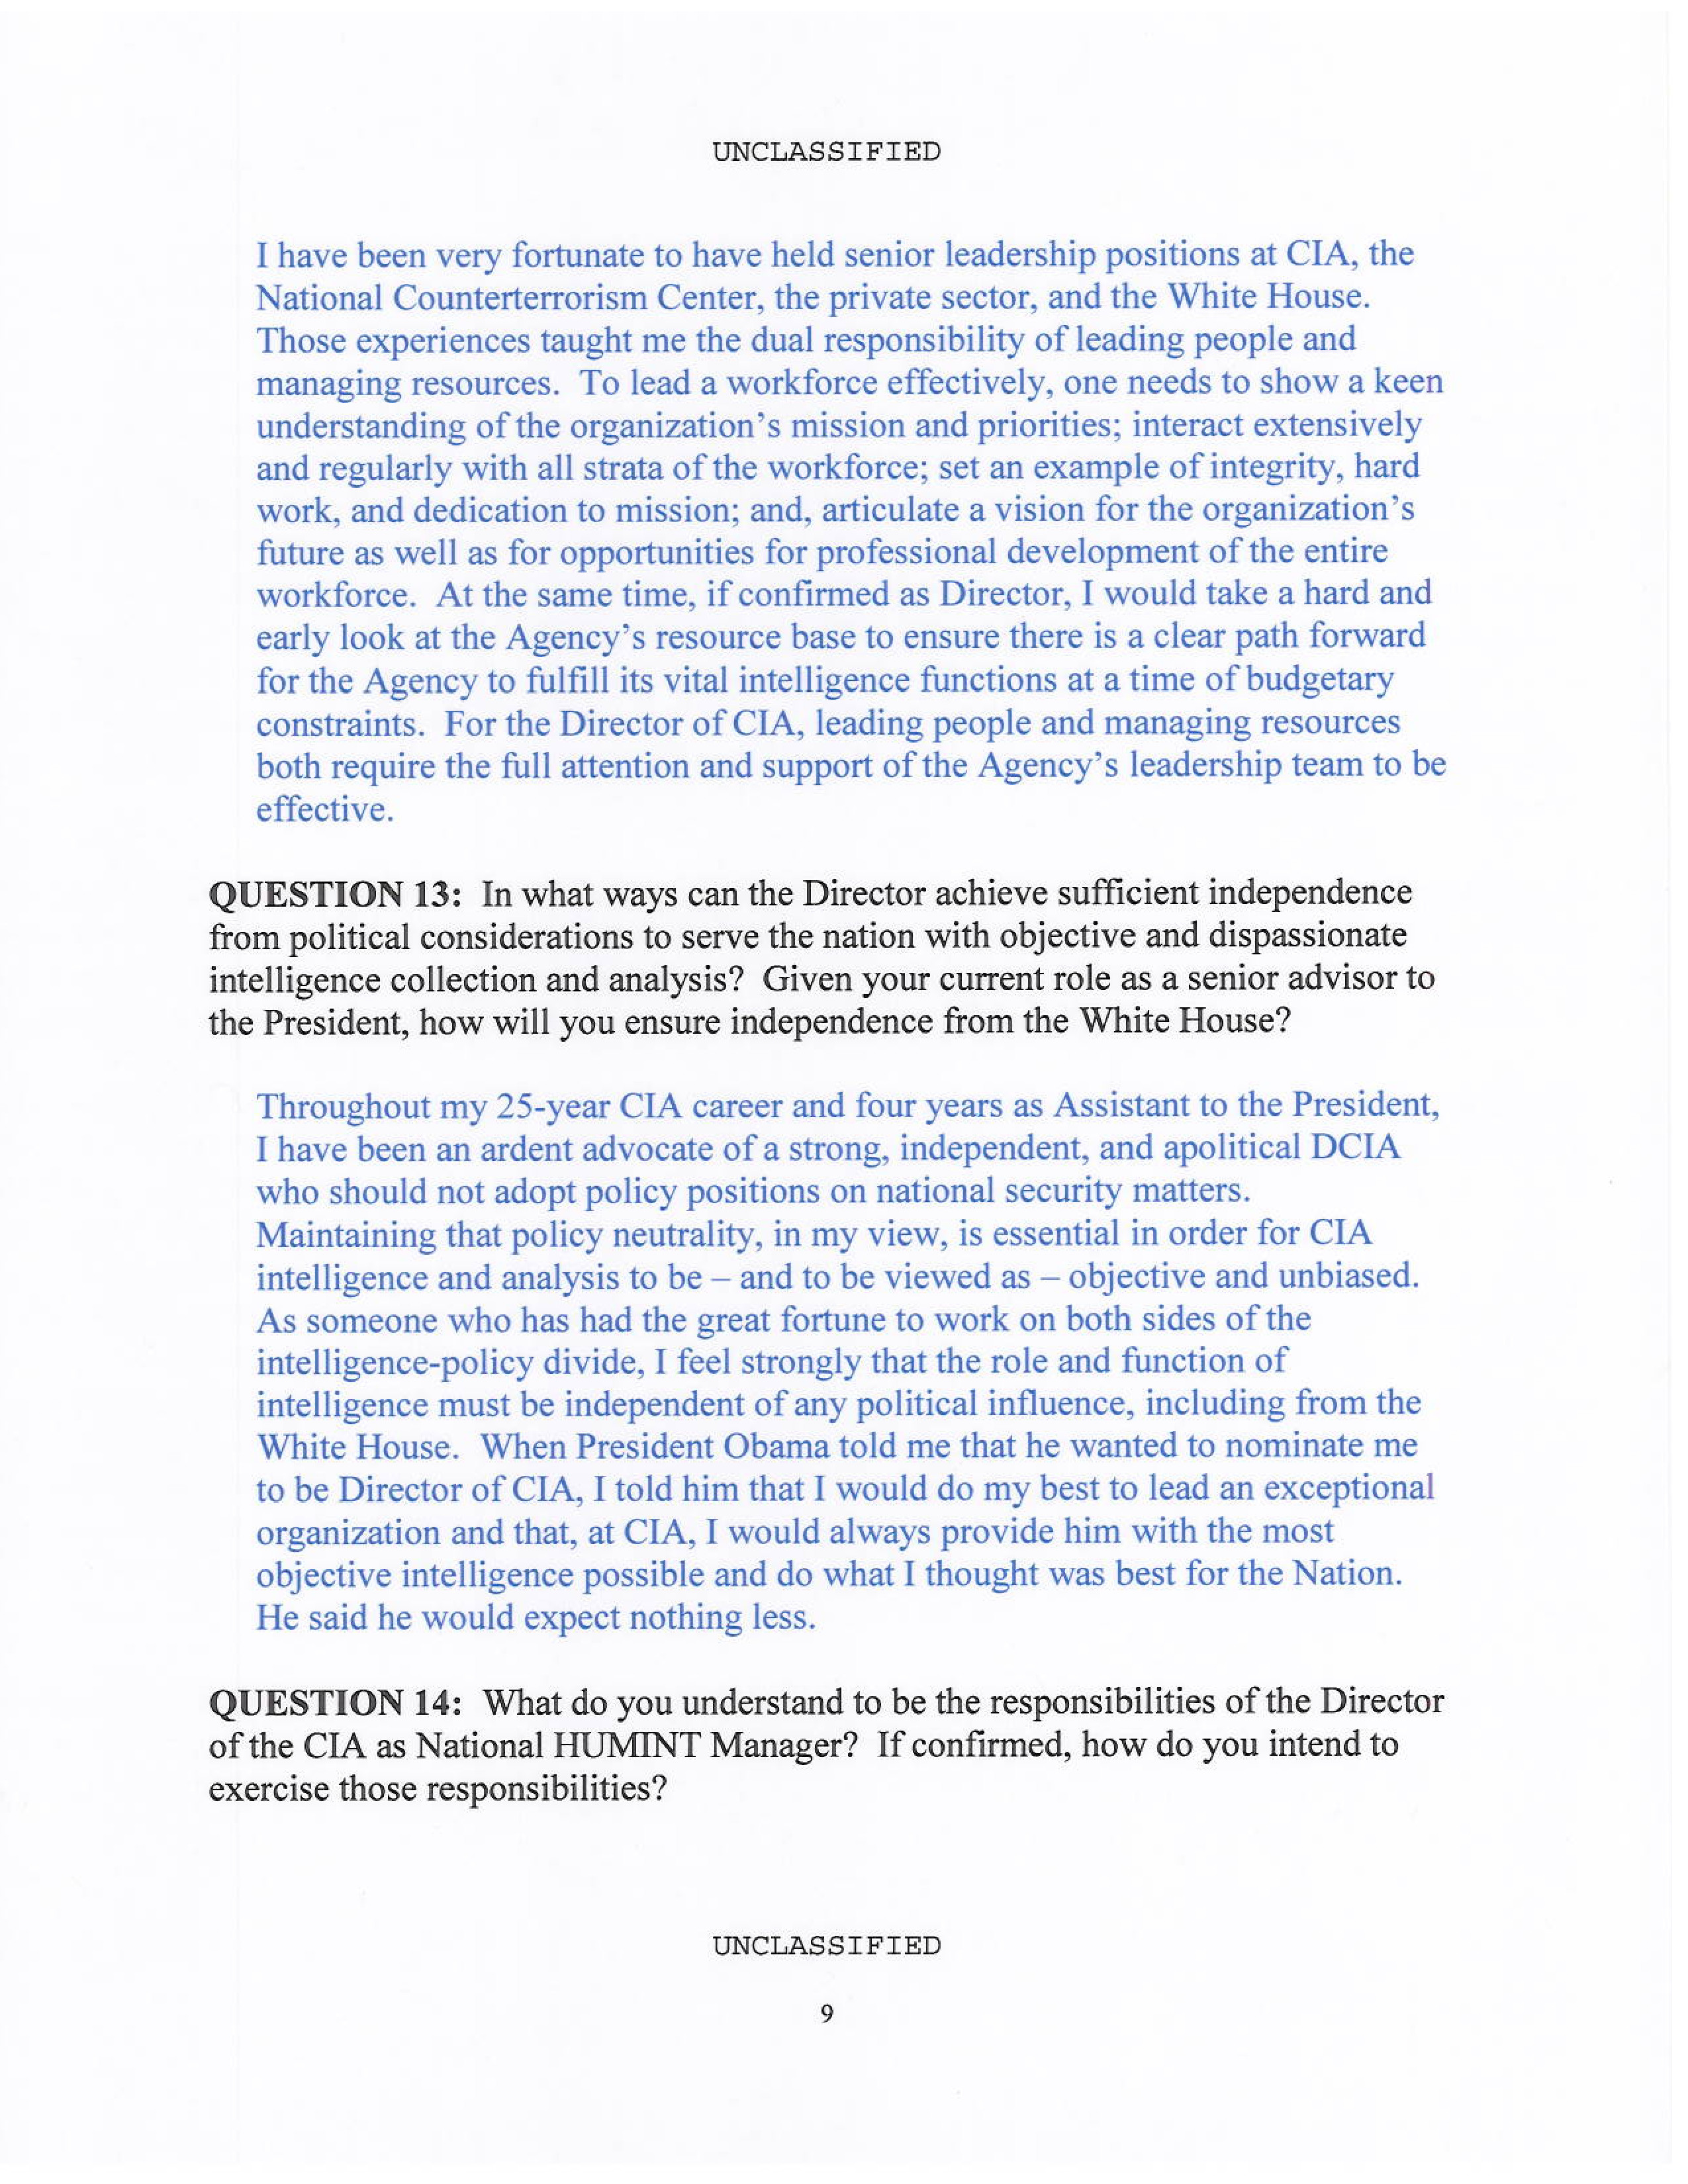 UNCLASSIFIED
I have been very fortunate to have held senior leadership positions at CIA, the
National Counterterrorism Center, the private sector, and the White House.
Those experiences taught me the dual responsibility of leading people and
managing resources.  To lead a workforce effectively, one needs to show a keen
understanding of the organization's mission and priorities; interact extensively
and regularly with all strata of the workforce; set an example of integrity, hard
work, and dedication to mission; and, articulate a vision for the organization's
future as well as for opportunities for professional development of the entire
workforce.  At the same time, if confirmed as Director, I would take a hard and
early look at the Agency's resource base to ensure there is a clear path forward
for the Agency to fulfill its vital intelligence functions at a time of budgetary
constraints.  For the Director of CIA, leading people and managing resources
both require the full attention and support of the Agency's leadership team to be
effective.
QUESTION 13:  In what ways can the Director achieve sufficient independence
from political considerations to serve the nation with objective and dispassionate
intelligence collection and analysis?  Given your current role as a senior advisor to
the President, how will you ensure independence from the White House?
Throughout my 25-year CIA career and four years as Assistant to the President,
I have been an ardent advocate of a strong, independent, and apolitical DCIA
who should not adopt policy positions on national security matters.
Maintaining that policy neutrality, in my view, is essential in order for CIA
intelligence and analysis to be – and to be viewed as – objective and unbiased.
As someone who has had the great fortune to work on both sides of the
intelligence-policy divide, I feel strongly that the role and function of
intelligence must be independent of any political influence, including from the
White House.  When President Obama told me that he wanted to nominate me
to be Director of CIA, I told him that I would do my best to lead an exceptional
organization and that, at CIA, I would always provide him with the most
objective intelligence possible and do what I thought was best for the Nation.
He said he would expect nothing less.
QUESTION 14:  What do you understand to be the responsibilities of the Director
of the CIA as National HUMINT Manager?  If confirmed, how do you intend to
exercise those responsibilities?
UNCLASSIFIED
9